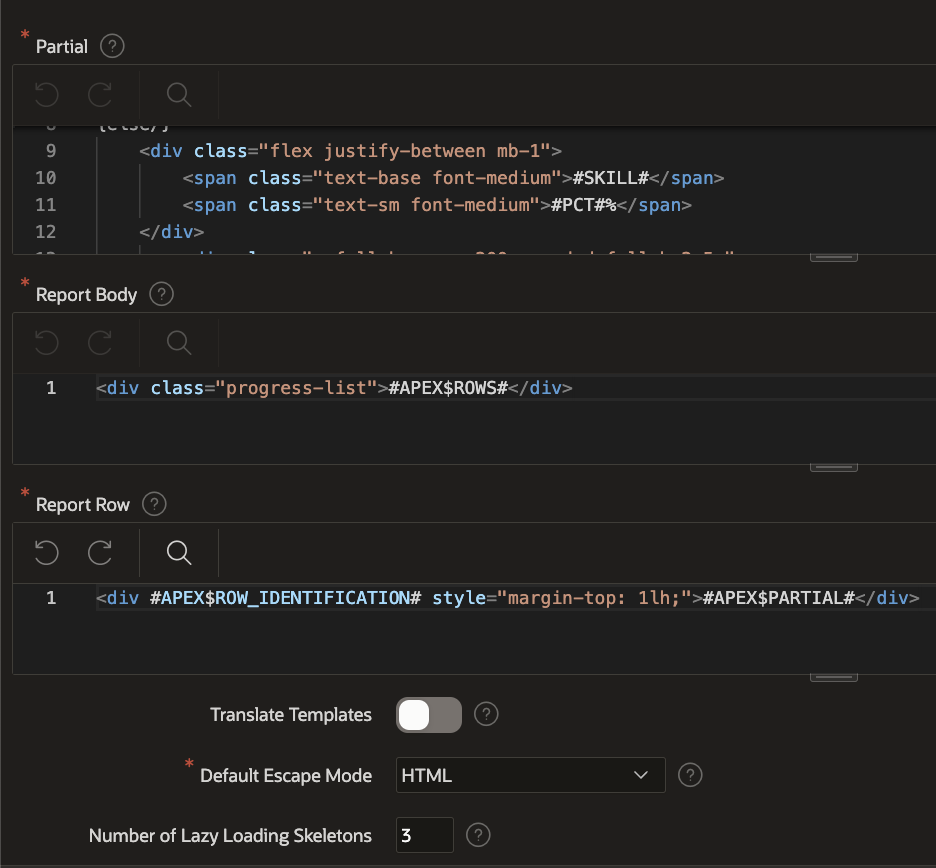 * Partial ?
8 {else/}
9 <div class="flex justify-between mb-1">
10 <span class="text-base font-medium">#SKILL#</span>
11 <span class="text-sm font-medium">#PCT#%</span>
12 </div>
* Report Body ?
1 <div class="progress-list">#APEX$ROWS#</div>
* Report Row ?
1 <div #APEX$ROW_IDENTIFICATION# style="margin-top: 1lh;">#APEX$PARTIAL#</div>
Translate Templates ?
* Default Escape Mode HTML ?
Number of Lazy Loading Skeletons 3 ?